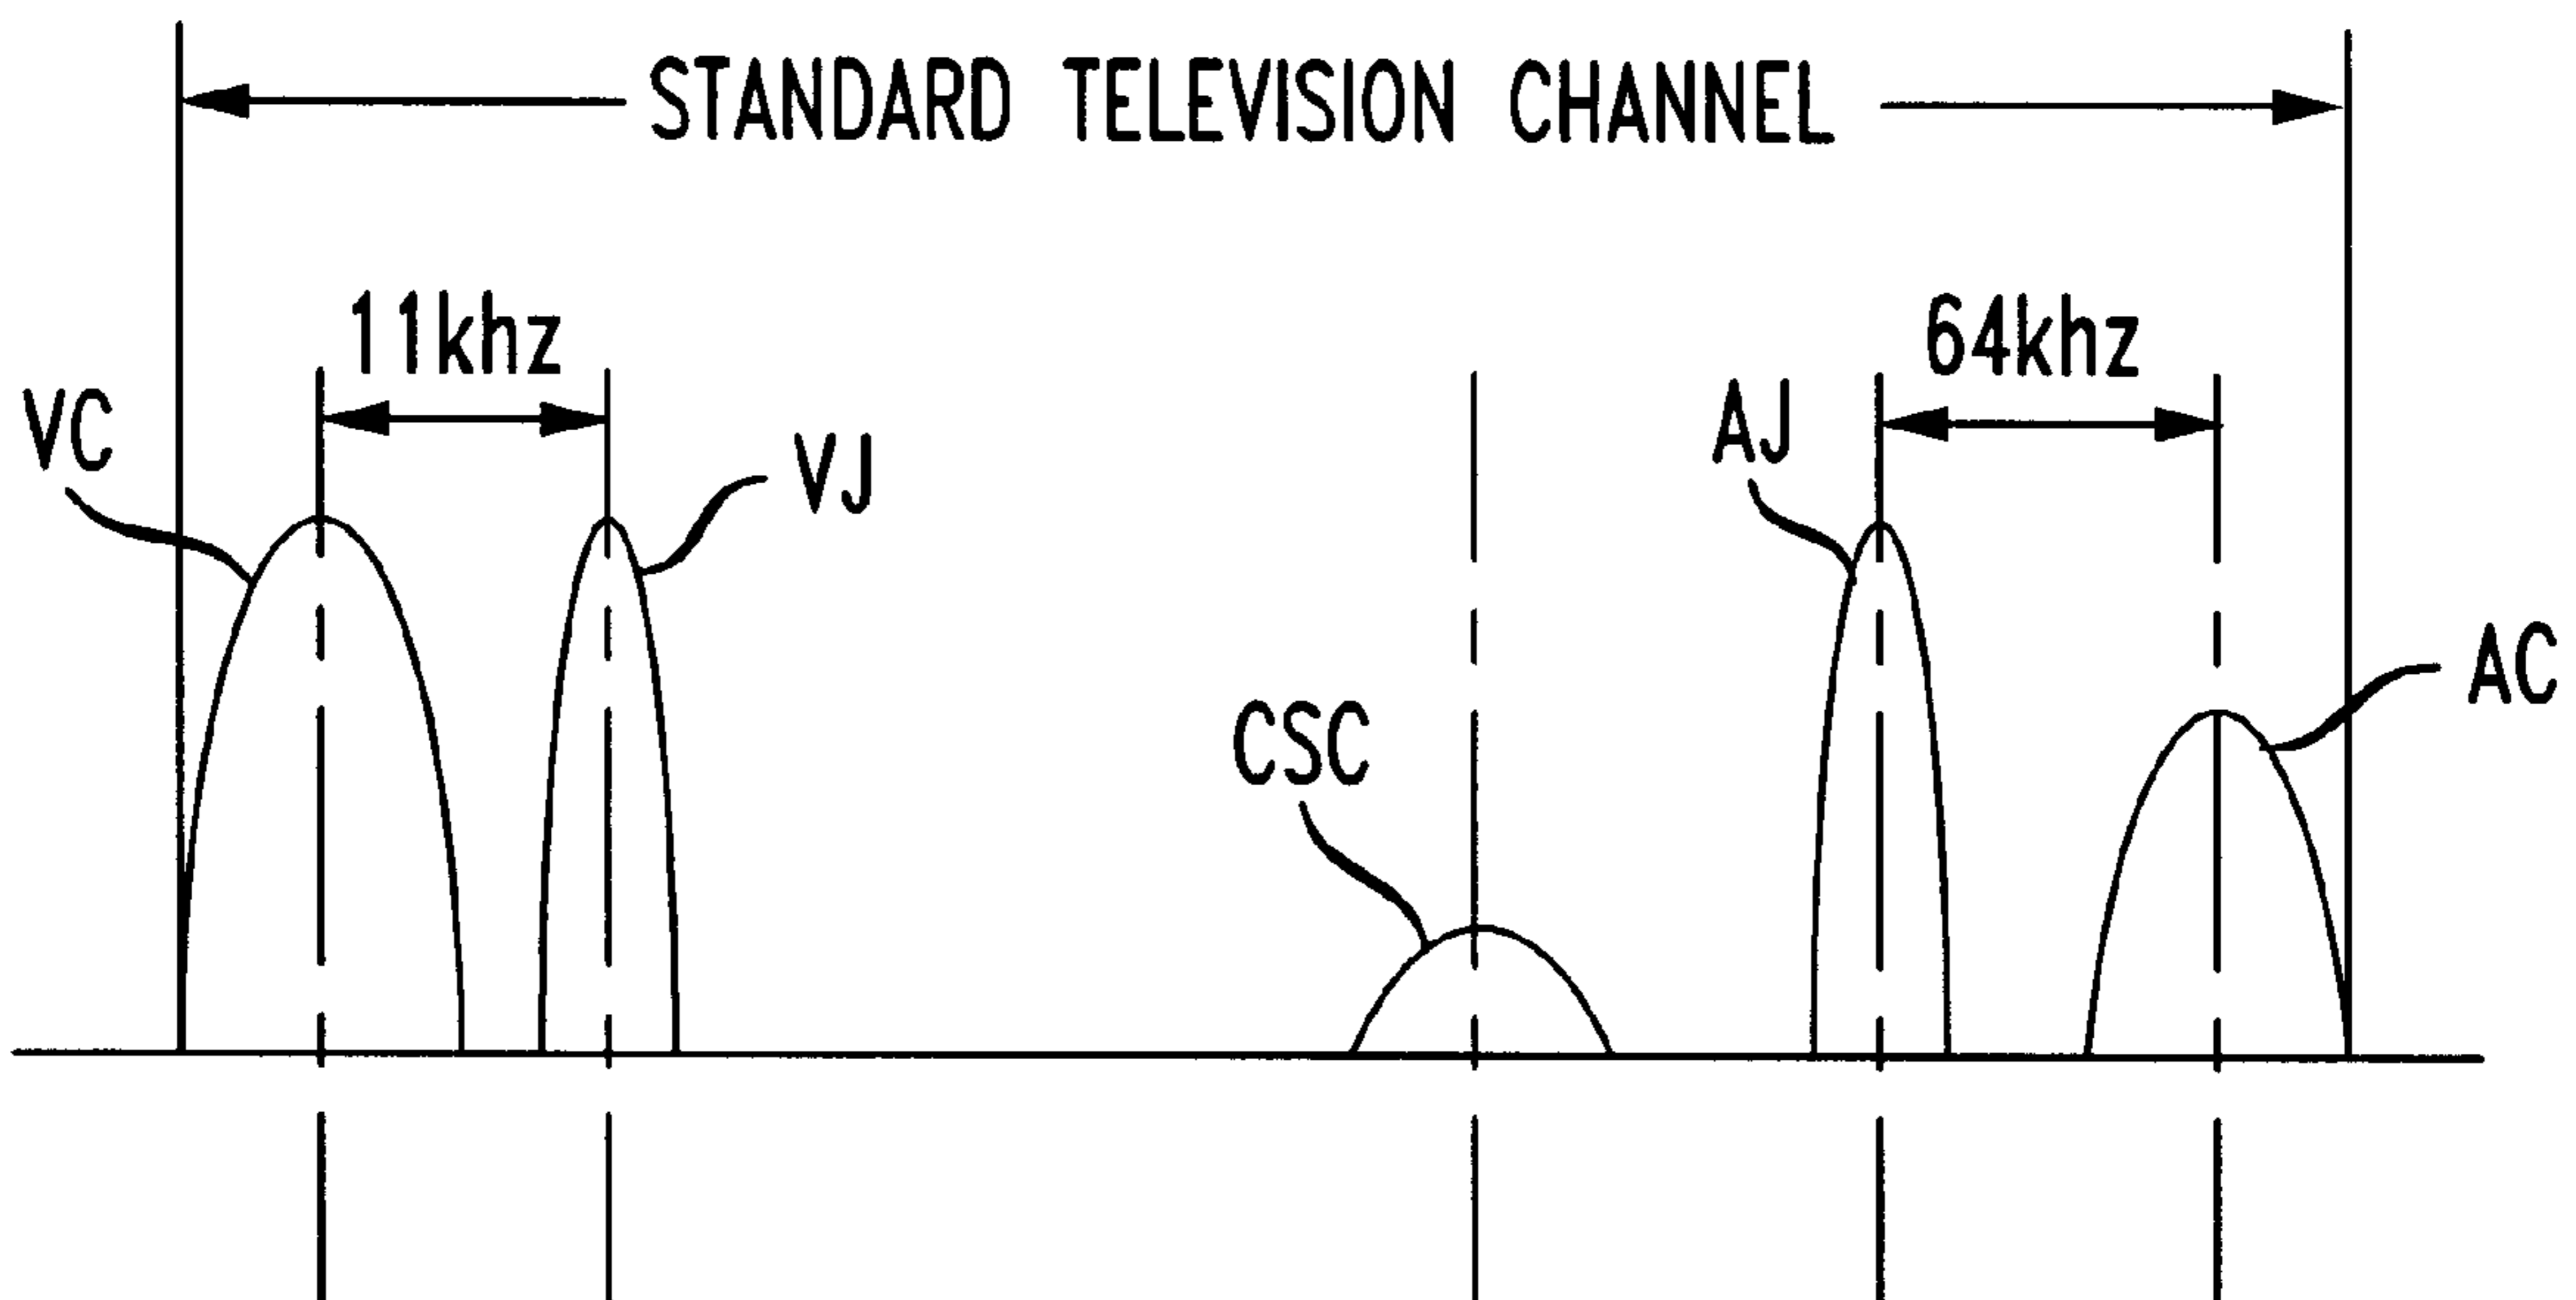 STANDARD TELEVISION CHANNEL
11khz
64khz
VC
VJ
AJ
AC
CSC